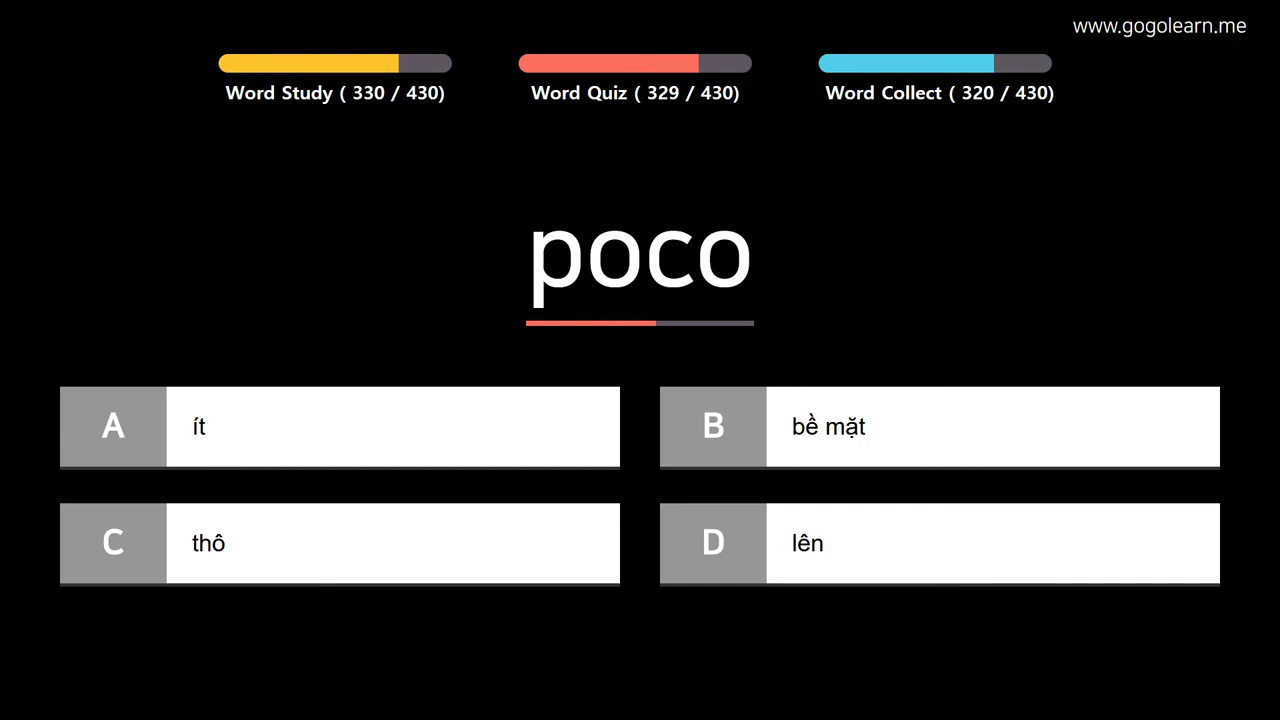 www.gogolearn.me
Word Study ( 330 / 430)
Word Quiz ( 329 / 430)
Word Collect ( 320 / 430)
poco
A ít
B bề mặt
C thô
D lên